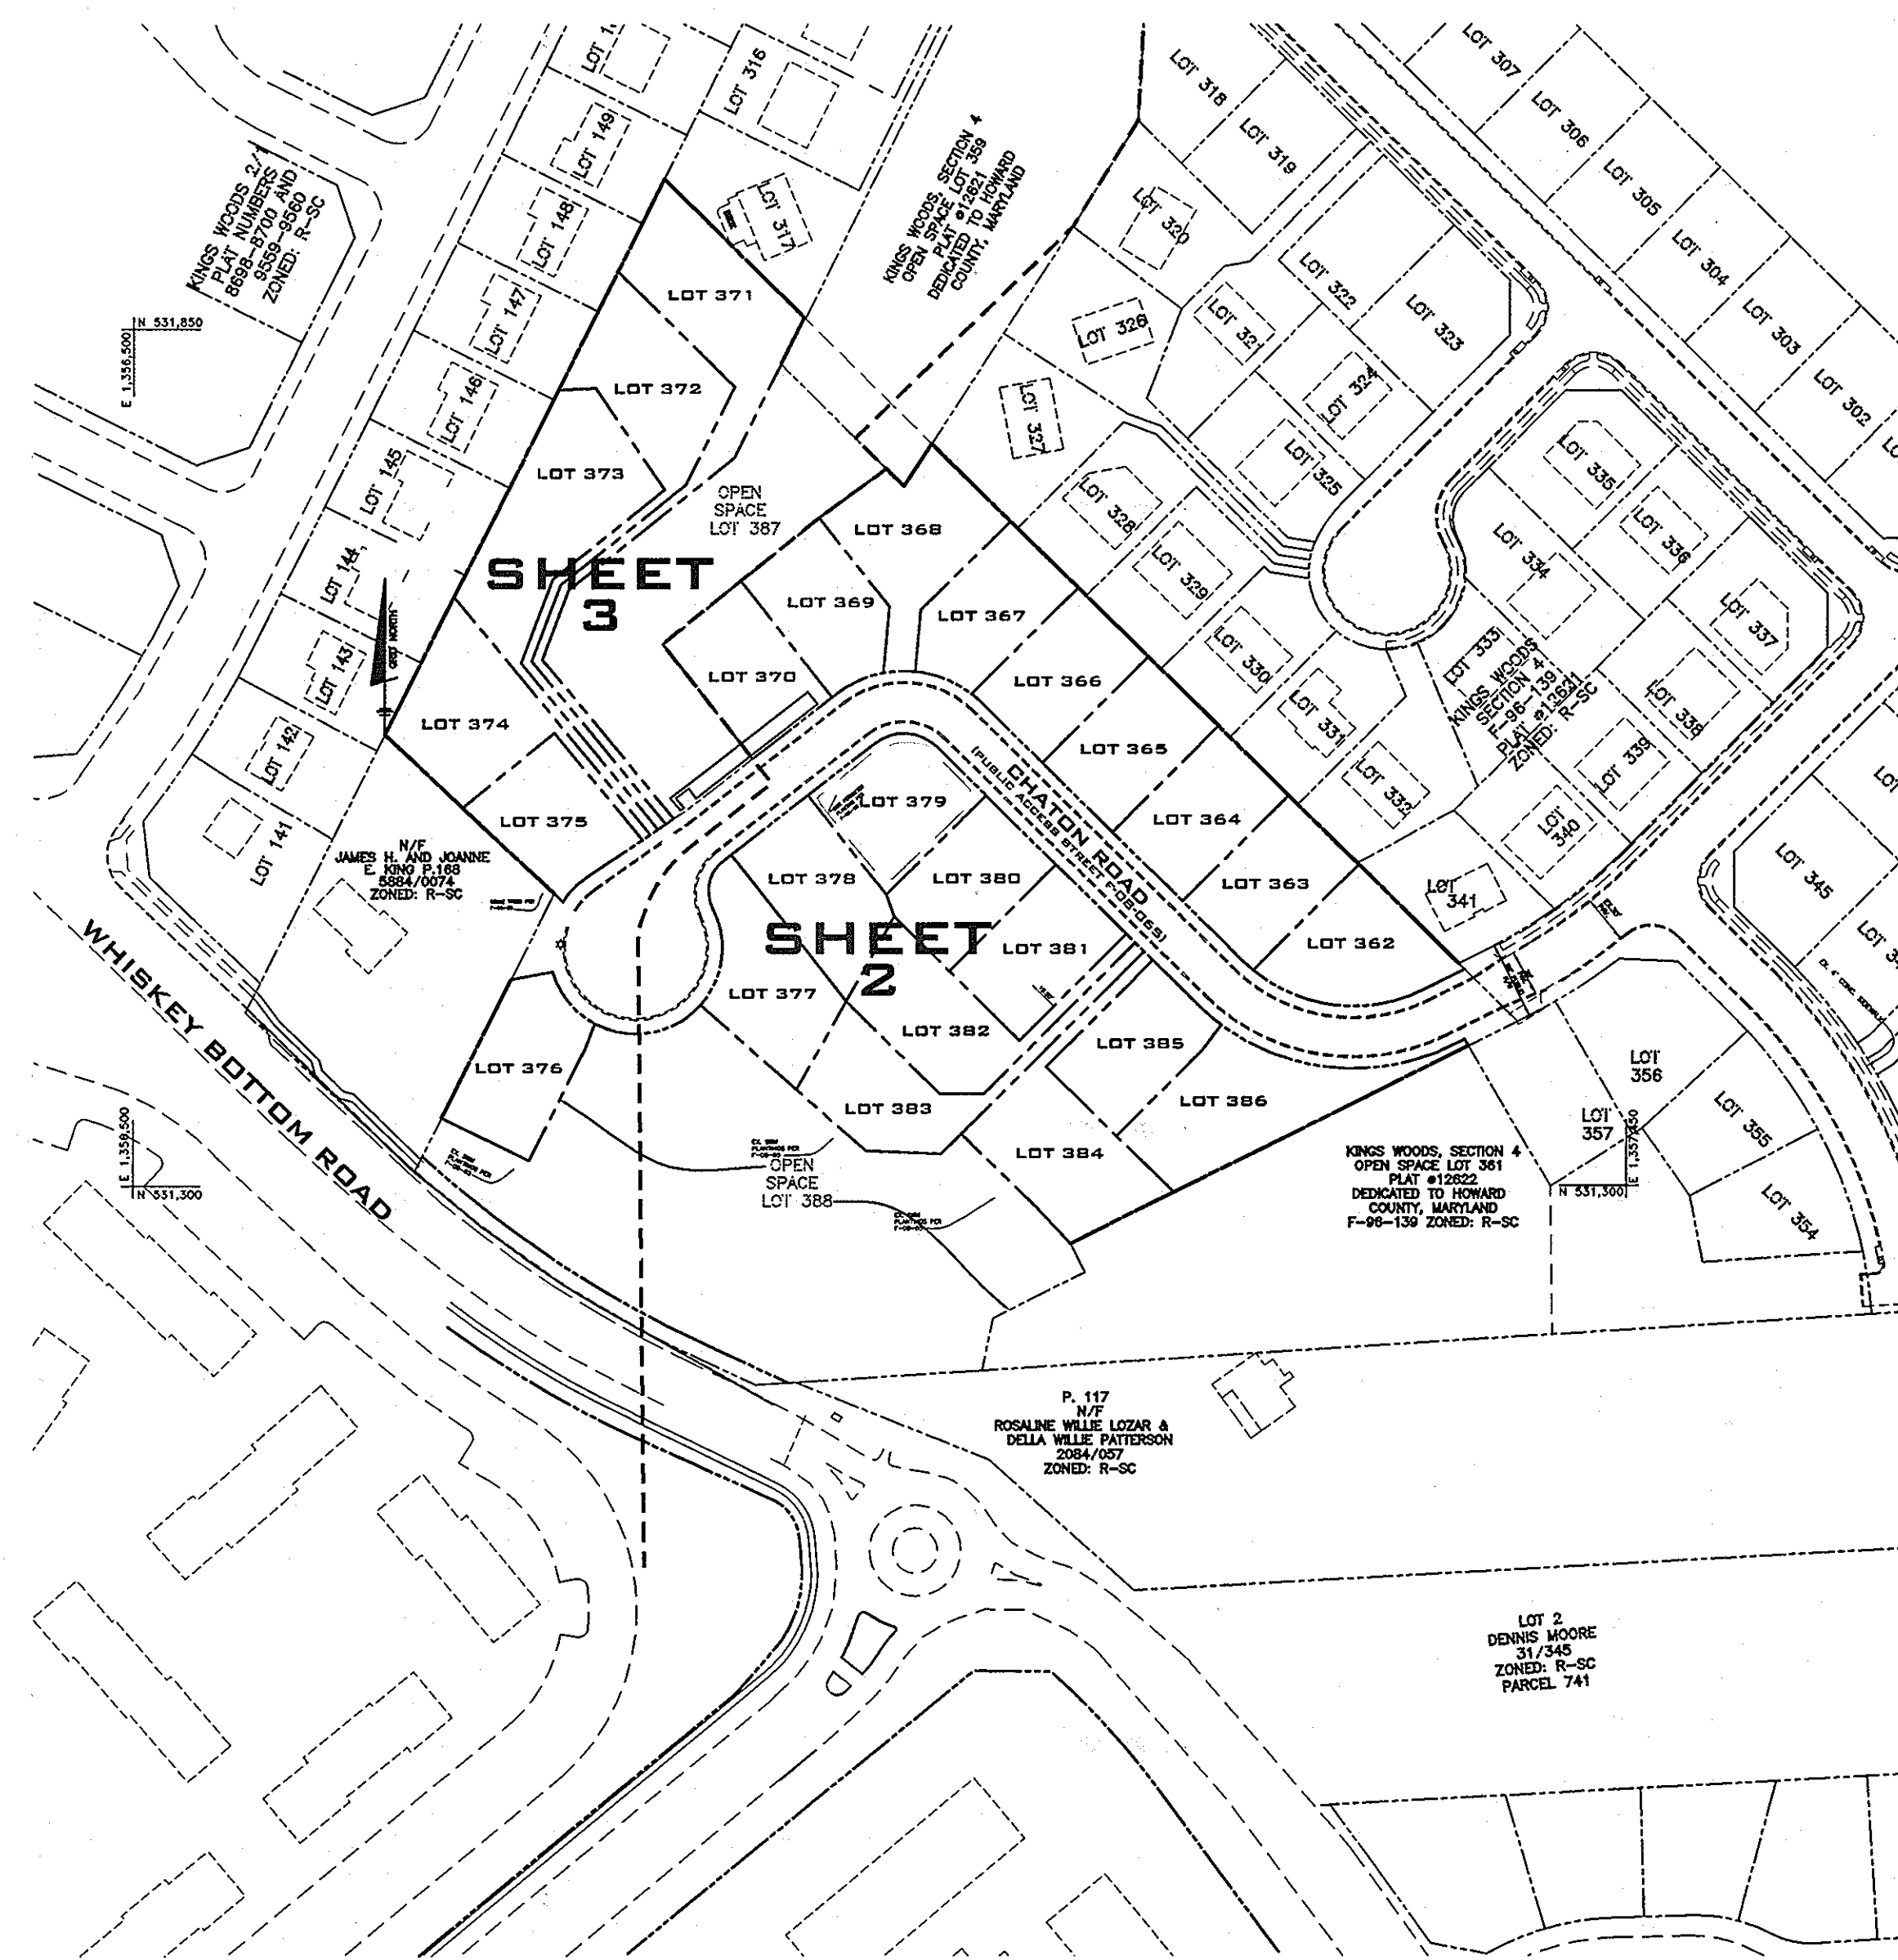 LOT 316
LOT 149
LOT 148
LOT 147
LOT 146
LOT 145
LOT 144
LOT 143
LOT 142
LOT 141
LOT 317
KINGS WOODS 2/1
PLAT NUMBERS
8698-8700 AND
9559-9560
ZONED: R-SC
N 531,850
E 1,356,500
KINGS WOODS, SECTION 4
OPEN SPACE LOT 359
PLAT #12621
DEDICATED TO HOWARD
COUNTY, MARYLAND
LOT 318
LOT 319
LOT 320
LOT 321
LOT 322
LOT 323
LOT 324
LOT 325
LOT 326
LOT 327
LOT 328
LOT 329
LOT 330
LOT 331
LOT 332
LOT 333
LOT 334
LOT 335
LOT 336
LOT 337
LOT 338
LOT 339
LOT 340
LOT
341
LOT 307
LOT 306
LOT 305
LOT 304
LOT 303
LOT 302
KINGS WOODS
SECTION 4
F-96-139
PLAT #12621
ZONED: R-SC
LOT 345
LOT 371
LOT 372
LOT 373
OPEN
SPACE
LOT 387
SHEET
3
GRID NORTH
LOT 374
LOT 375
LOT 368
LOT 369
LOT 370
LOT 367
LOT 366
LOT 365
LOT 364
LOT 363
LOT 362
CHATON ROAD
(PUBLIC ACCESS STREET F-08-065)
LOT 379
LOT 378
LOT 380
LOT 381
SHEET
2
LOT 377
LOT 382
LOT 376
LOT 383
LOT 385
LOT 386
LOT 384
N/F
JAMES H. AND JOANNE
E. KING P.168
5884/0074
ZONED: R-SC
WHISKEY BOTTOM ROAD
E 1,356,500
N 531,300
OPEN
SPACE
LOT 388
KINGS WOODS, SECTION 4
OPEN SPACE LOT 361
PLAT #12622
DEDICATED TO HOWARD
COUNTY, MARYLAND
F-96-139 ZONED: R-SC
LOT
356
LOT
357
LOT 355
LOT 354
N 531,300
P. 117
N/F
ROSALINE WILLIE LOZAR &
DELLA WILLIE PATTERSON
2084/057
ZONED: R-SC
LOT 2
DENNIS MOORE
31/345
ZONED: R-SC
PARCEL 741